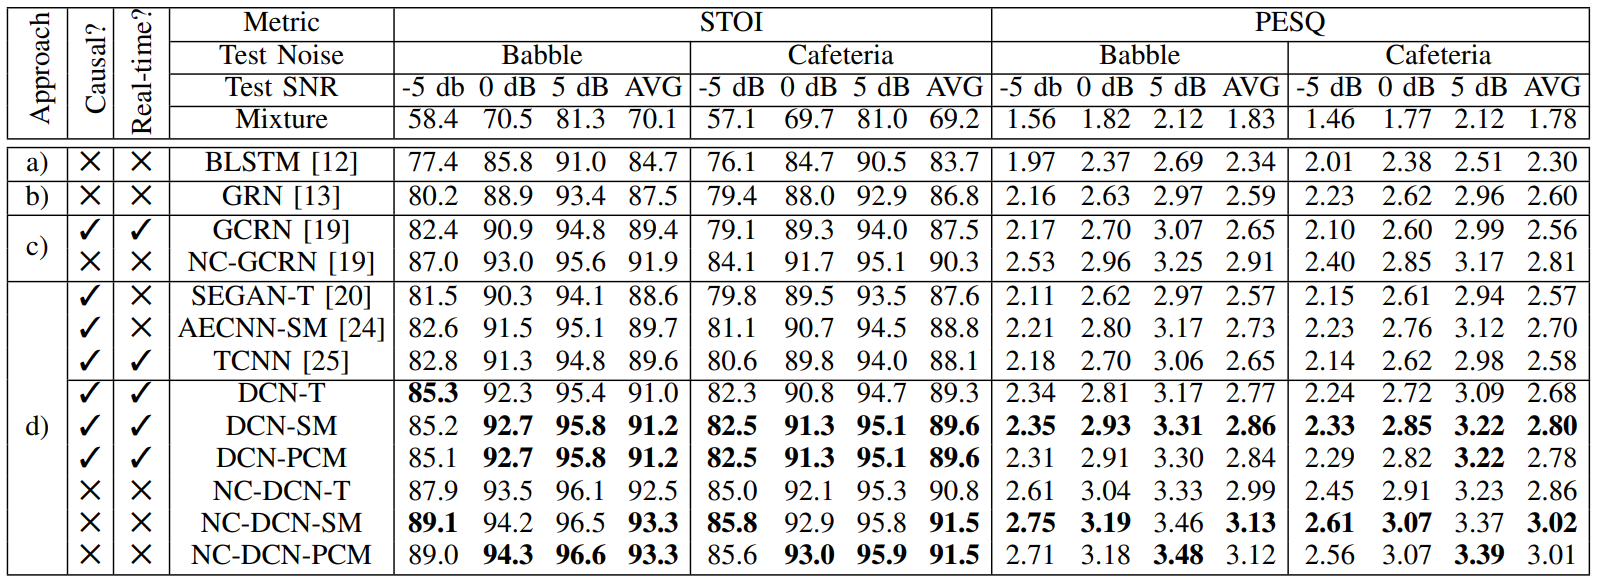 Approach Causal? Real-time? Metric STOI PESQ
Test Noise Babble Cafeteria Babble Cafeteria
Test SNR -5 db 0 dB 5 dB AVG -5 dB 0 dB 5 dB AVG -5 db 0 dB 5 dB AVG -5 dB 0 dB 5 dB AVG
Mixture 58.4 70.5 81.3 70.1 57.1 69.7 81.0 69.2 1.56 1.82 2.12 1.83 1.46 1.77 2.12 1.78
a) ✕ ✕ BLSTM [12] 77.4 85.8 91.0 84.7 76.1 84.7 90.5 83.7 1.97 2.37 2.69 2.34 2.01 2.38 2.51 2.30
b) ✕ ✕ GRN [13] 80.2 88.9 93.4 87.5 79.4 88.0 92.9 86.8 2.16 2.63 2.97 2.59 2.23 2.62 2.96 2.60
c) ✓ ✓ GCRN [19] 82.4 90.9 94.8 89.4 79.1 89.3 94.0 87.5 2.17 2.70 3.07 2.65 2.10 2.60 2.99 2.56
✕ ✕ NC-GCRN [19] 87.0 93.0 95.6 91.9 84.1 91.7 95.1 90.3 2.53 2.96 3.25 2.91 2.40 2.85 3.17 2.81
d) ✓ ✕ SEGAN-T [20] 81.5 90.3 94.1 88.6 79.8 89.5 93.5 87.6 2.11 2.62 2.97 2.57 2.15 2.61 2.94 2.57
✓ ✕ AECNN-SM [24] 82.6 91.5 95.1 89.7 81.1 90.7 94.5 88.8 2.21 2.80 3.17 2.73 2.23 2.76 3.12 2.70
✓ ✓ TCNN [25] 82.8 91.3 94.8 89.6 80.6 89.8 94.0 88.1 2.18 2.70 3.06 2.65 2.14 2.62 2.98 2.58
✓ ✓ DCN-T 85.3 92.3 95.4 91.0 82.3 90.8 94.7 89.3 2.34 2.81 3.17 2.77 2.24 2.72 3.09 2.68
✓ ✓ DCN-SM 85.2 92.7 95.8 91.2 82.5 91.3 95.1 89.6 2.35 2.93 3.31 2.86 2.33 2.85 3.22 2.80
✓ ✓ DCN-PCM 85.1 92.7 95.8 91.2 82.5 91.3 95.1 89.6 2.31 2.91 3.30 2.84 2.29 2.82 3.22 2.78
✕ ✕ NC-DCN-T 87.9 93.5 96.1 92.5 85.0 92.1 95.3 90.8 2.61 3.04 3.33 2.99 2.45 2.91 3.23 2.86
✕ ✕ NC-DCN-SM 89.1 94.2 96.5 93.3 85.8 92.9 95.8 91.5 2.75 3.19 3.46 3.13 2.61 3.07 3.37 3.02
✕ ✕ NC-DCN-PCM 89.0 94.3 96.6 93.3 85.6 93.0 95.9 91.5 2.71 3.18 3.48 3.12 2.56 3.07 3.39 3.01